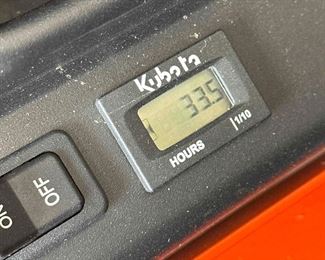 Kubota
33.5
HOURS 1/10
ON OFF